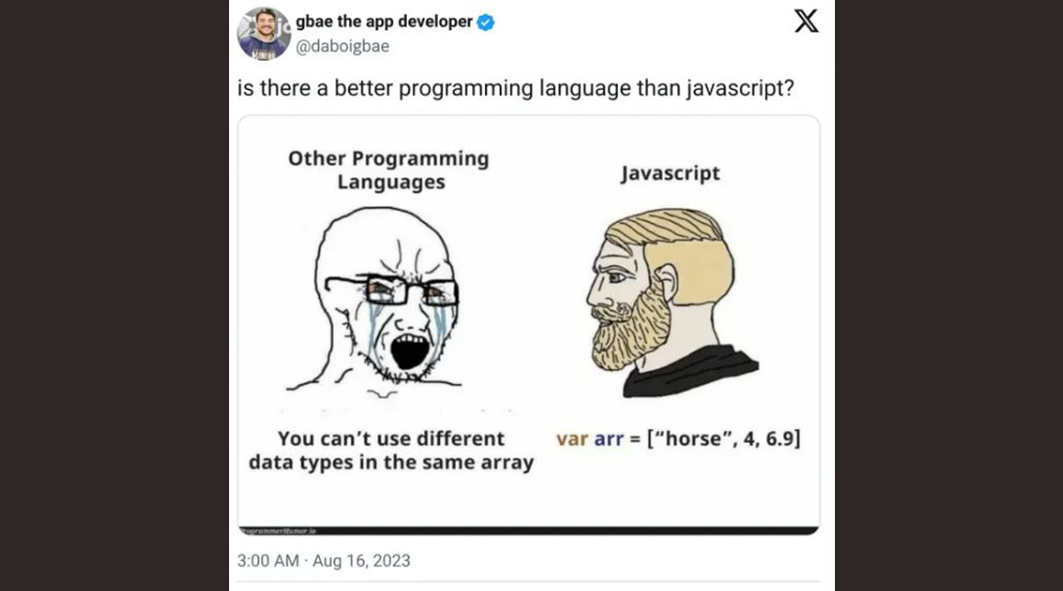 gbae the app developer
@daboigbae
is there a better programming language than javascript?
Other Programming
Languages
Javascript
You can't use different
data types in the same array
var arr = [“horse”, 4, 6.9]
ProgrammerHumor.io
3:00 AM · Aug 16, 2023